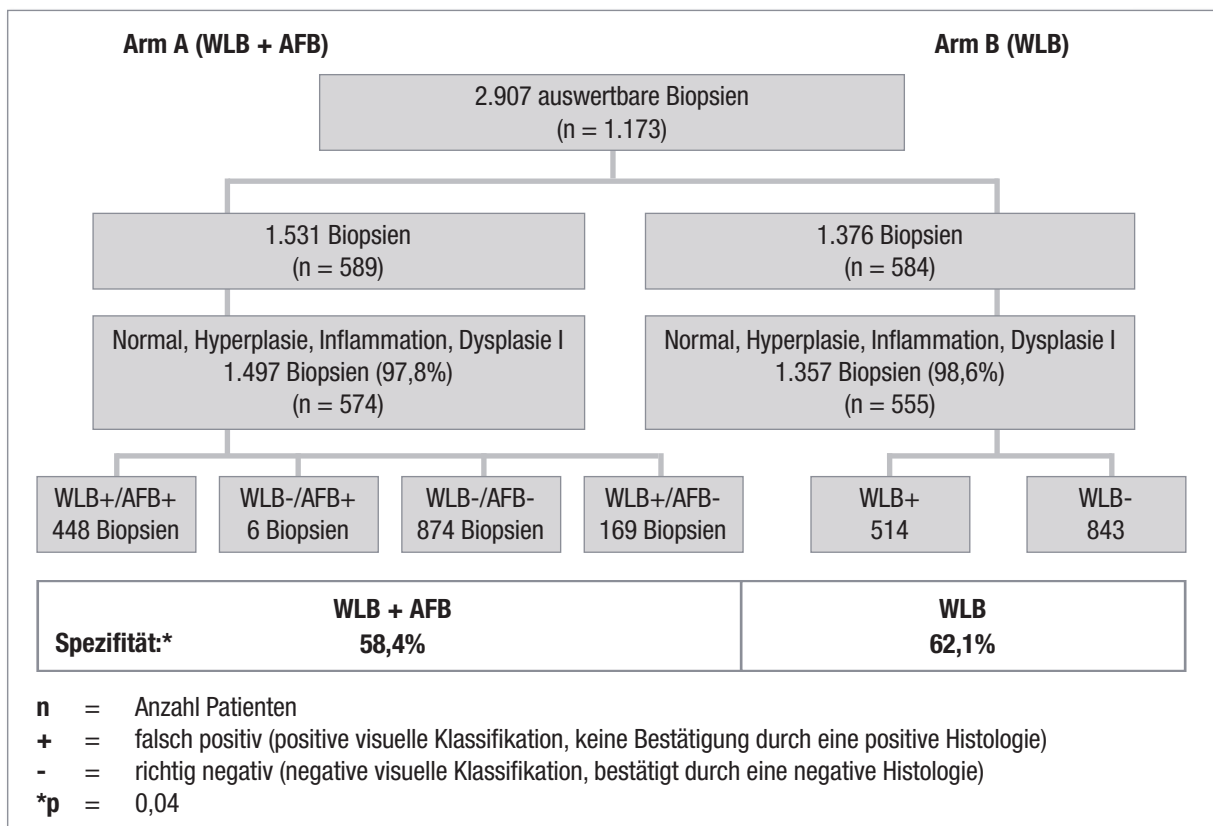 Arm A (WLB + AFB)
Arm B (WLB)
2.907 auswertbare Biopsien
(n = 1.173)
1.531 Biopsien
(n = 589)
1.376 Biopsien
(n = 584)
Normal, Hyperplasie, Inflammation, Dysplasie I
1.497 Biopsien (97,8%)
(n = 574)
Normal, Hyperplasie, Inflammation, Dysplasie I
1.357 Biopsien (98,6%)
(n = 555)
WLB+/AFB+
448 Biopsien
WLB-/AFB+
6 Biopsien
WLB-/AFB-
874 Biopsien
WLB+/AFB-
169 Biopsien
WLB+
514
WLB-
843
WLB + AFB
WLB
Spezifität:* 58,4%
62,1%
n = Anzahl Patienten
+ = falsch positiv (positive visuelle Klassifikation, keine Bestätigung durch eine positive Histologie)
- = richtig negativ (negative visuelle Klassifikation, bestätigt durch eine negative Histologie)
*p = 0,04